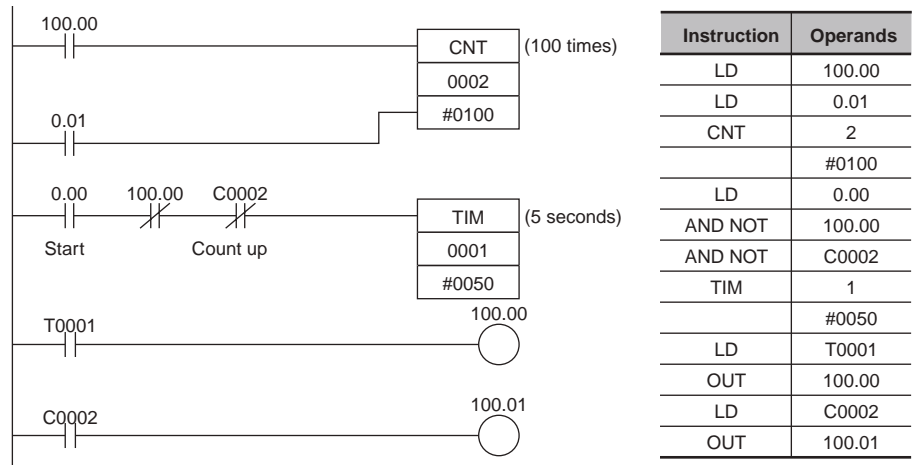 100.00
CNT (100 times)
0002
#0100
0.01
0.00 100.00 C0002
TIM (5 seconds)
Start Count up
0001
#0050
T0001 100.00
C0002 100.01
Instruction Operands
LD 100.00
LD 0.01
CNT 2
#0100
LD 0.00
AND NOT 100.00
AND NOT C0002
TIM 1
#0050
LD T0001
OUT 100.00
LD C0002
OUT 100.01